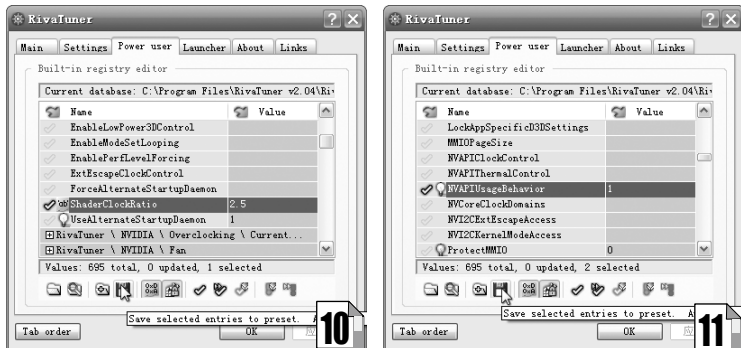 RivaTuner
Main Settings Power user Launcher About Links
Built-in registry editor
Current database: C:\Program Files\RivaTuner v2.04\Riv
Name Value
EnableLowPower3DControl
EnableModeSetLooping
EnablePerfLevelForcing
ExtEscapeClockControl
ForceAlternateStartupDaemon
ShaderClockRatio 2.5
UseAlternateStartupDaemon 1
RivaTuner \ NVIDIA \ Overclocking \ Current...
RivaTuner \ NVIDIA \ Fan
Values: 695 total, 0 updated, 1 selected
Save selected entries to preset. A
Tab order OK 应
10
RivaTuner
Main Settings Power user Launcher About Links
Built-in registry editor
Current database: C:\Program Files\RivaTuner v2.04\Riv
Name Value
LockAppSpecificD3DSettings
MMIOPageSize
NVAPIClockControl
NVAPIThermalControl
NVAPIUsageBehavior 1
NVCoreClockDomains
NVI2CExtEscapeAccess
NVI2CKernelModeAccess
ProtectMMIO 0
Values: 695 total, 0 updated, 2 selected
Save selected entries to preset. A
Tab order OK 应
11